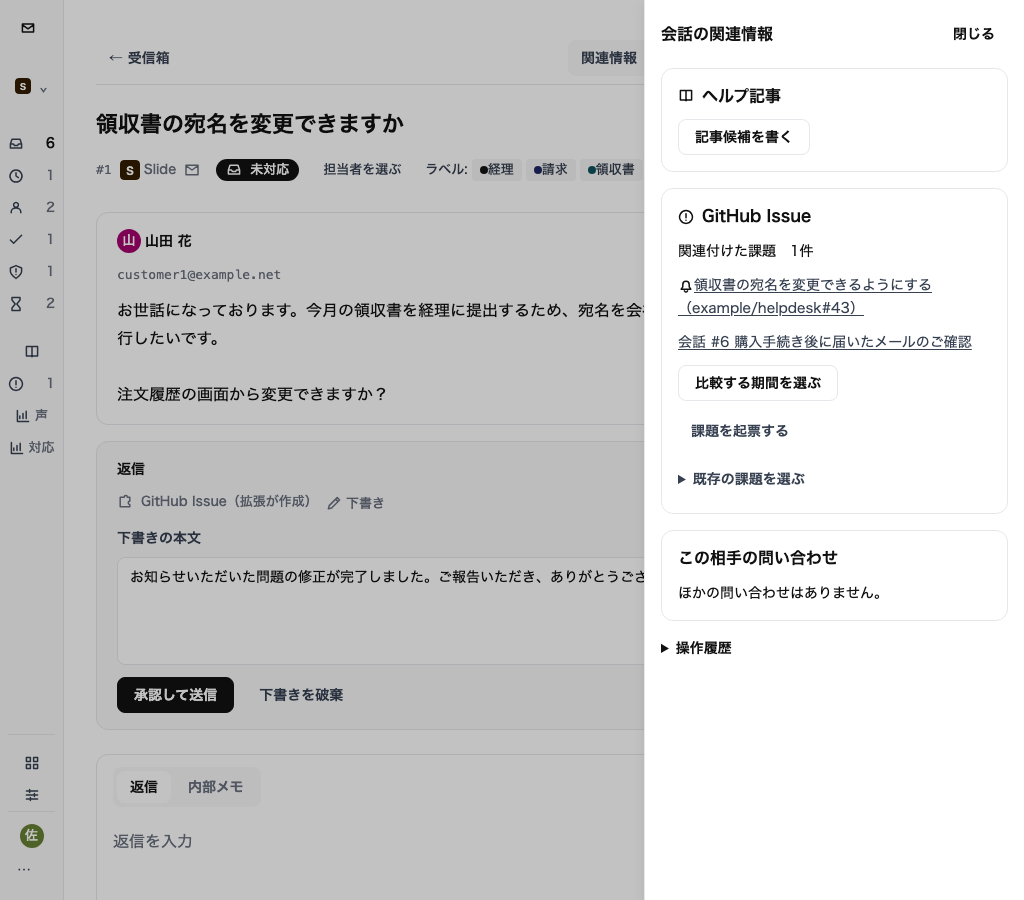 S
6
1
2
1
1
2
1
声
対応
佐
...
← 受信箱
関連情報
領収書の宛名を変更できますか
#1 S Slide 未対応 担当者を選ぶ ラベル: 経理 請求 領収書
山 山田 花
customer1@example.net
お世話になっております。今月の領収書を経理に提出するため、宛名を会
行したいです。
注文履歴の画面から変更できますか？
返信
GitHub Issue（拡張が作成） 下書き
下書きの本文
お知らせいただいた問題の修正が完了しました。ご報告いただき、ありがとうござ
承認して送信 下書きを破棄
返信 内部メモ
返信を入力
会話の関連情報 閉じる
ヘルプ記事
記事候補を書く
GitHub Issue
関連付けた課題 1件
領収書の宛名を変更できるようにする
（example/helpdesk#43）
会話 #6 購入手続き後に届いたメールのご確認
比較する期間を選ぶ
課題を起票する
▶ 既存の課題を選ぶ
この相手の問い合わせ
ほかの問い合わせはありません。
▶ 操作履歴